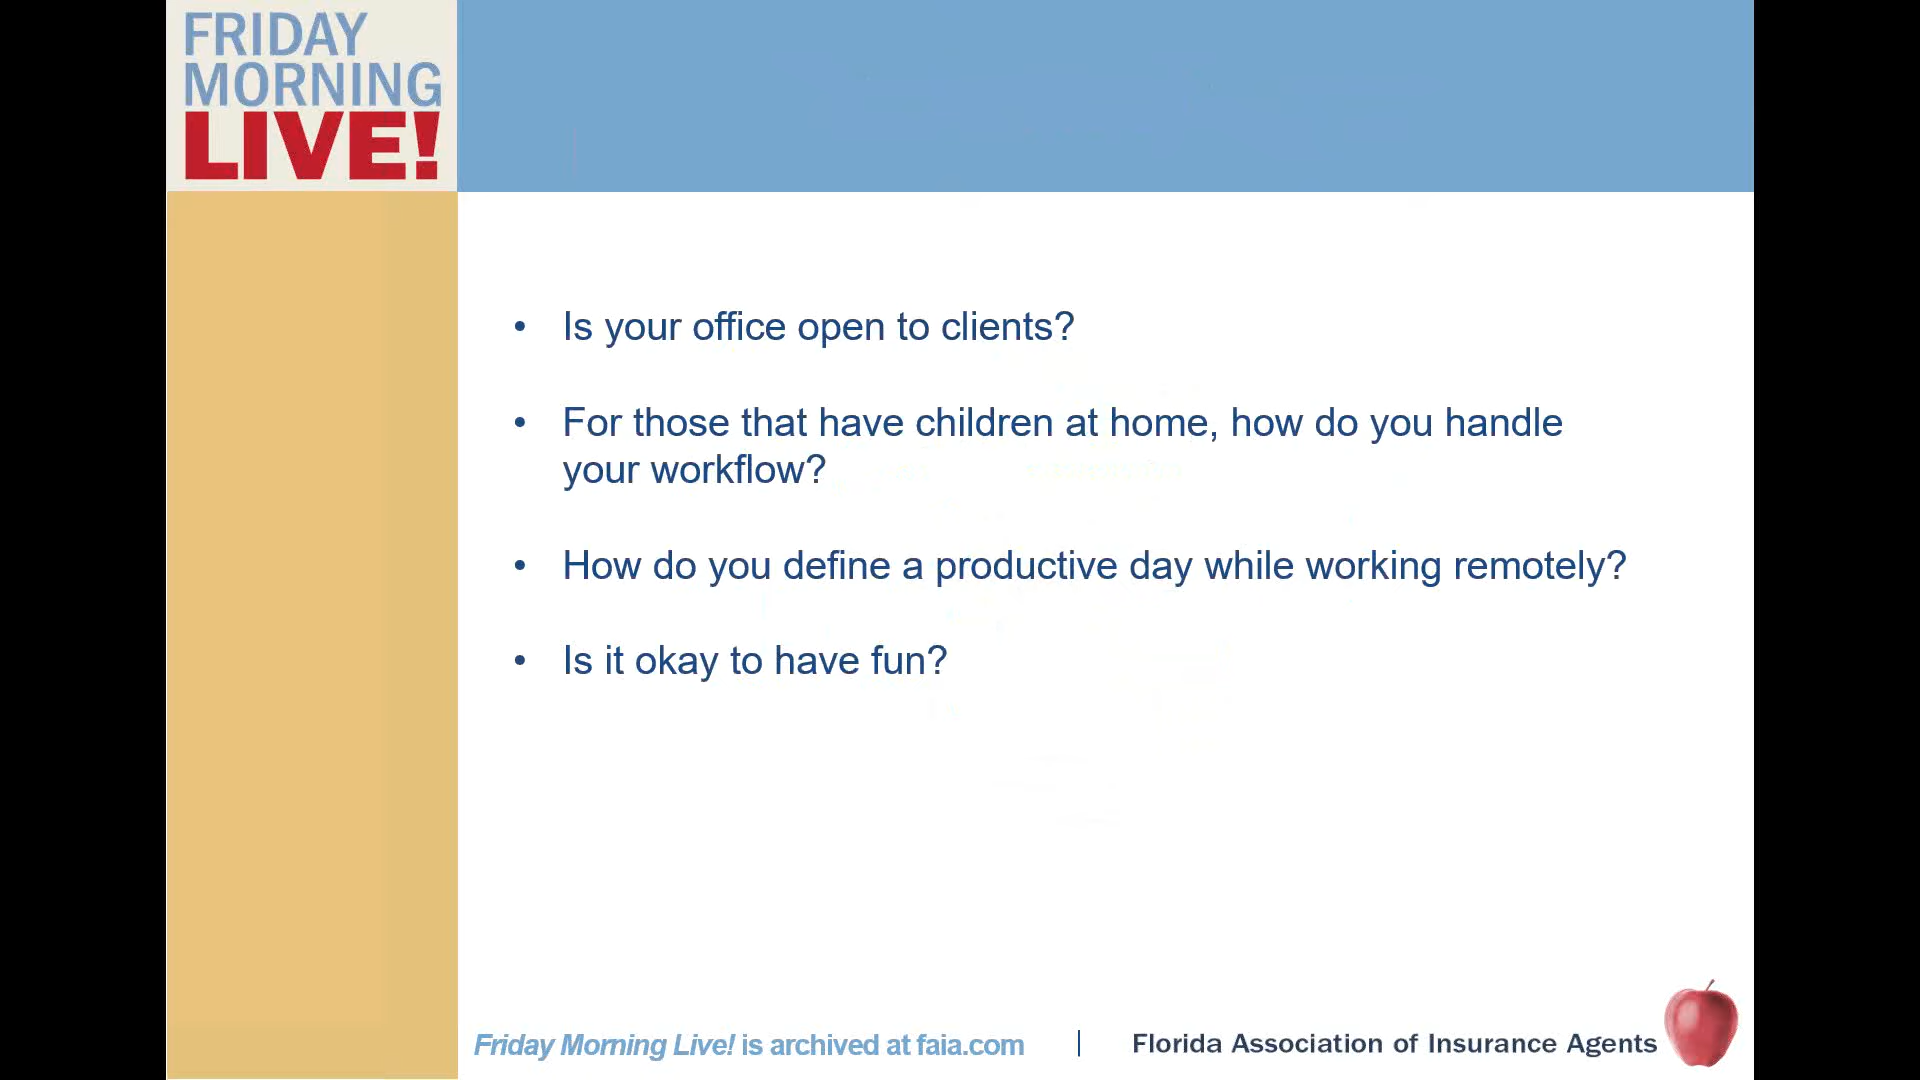 FRIDAY
MORNING
LIVE!
• Is your office open to clients?
• For those that have children at home, how do you handle
your workflow?
• How do you define a productive day while working remotely?
• Is it okay to have fun?
Friday Morning Live! is archived at faia.com | Florida Association of Insurance Agents